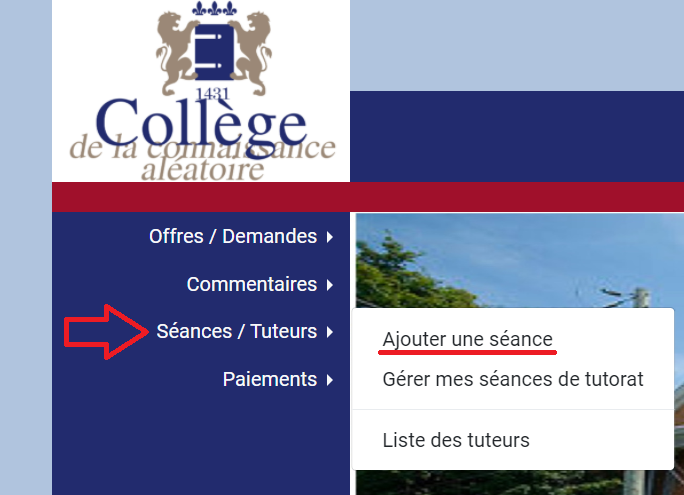 1431
Collège
de la connaissance
aléatoire
Offres / Demandes
Commentaires
Séances / Tuteurs
Paiements
Ajouter une séance
Gérer mes séances de tutorat
Liste des tuteurs